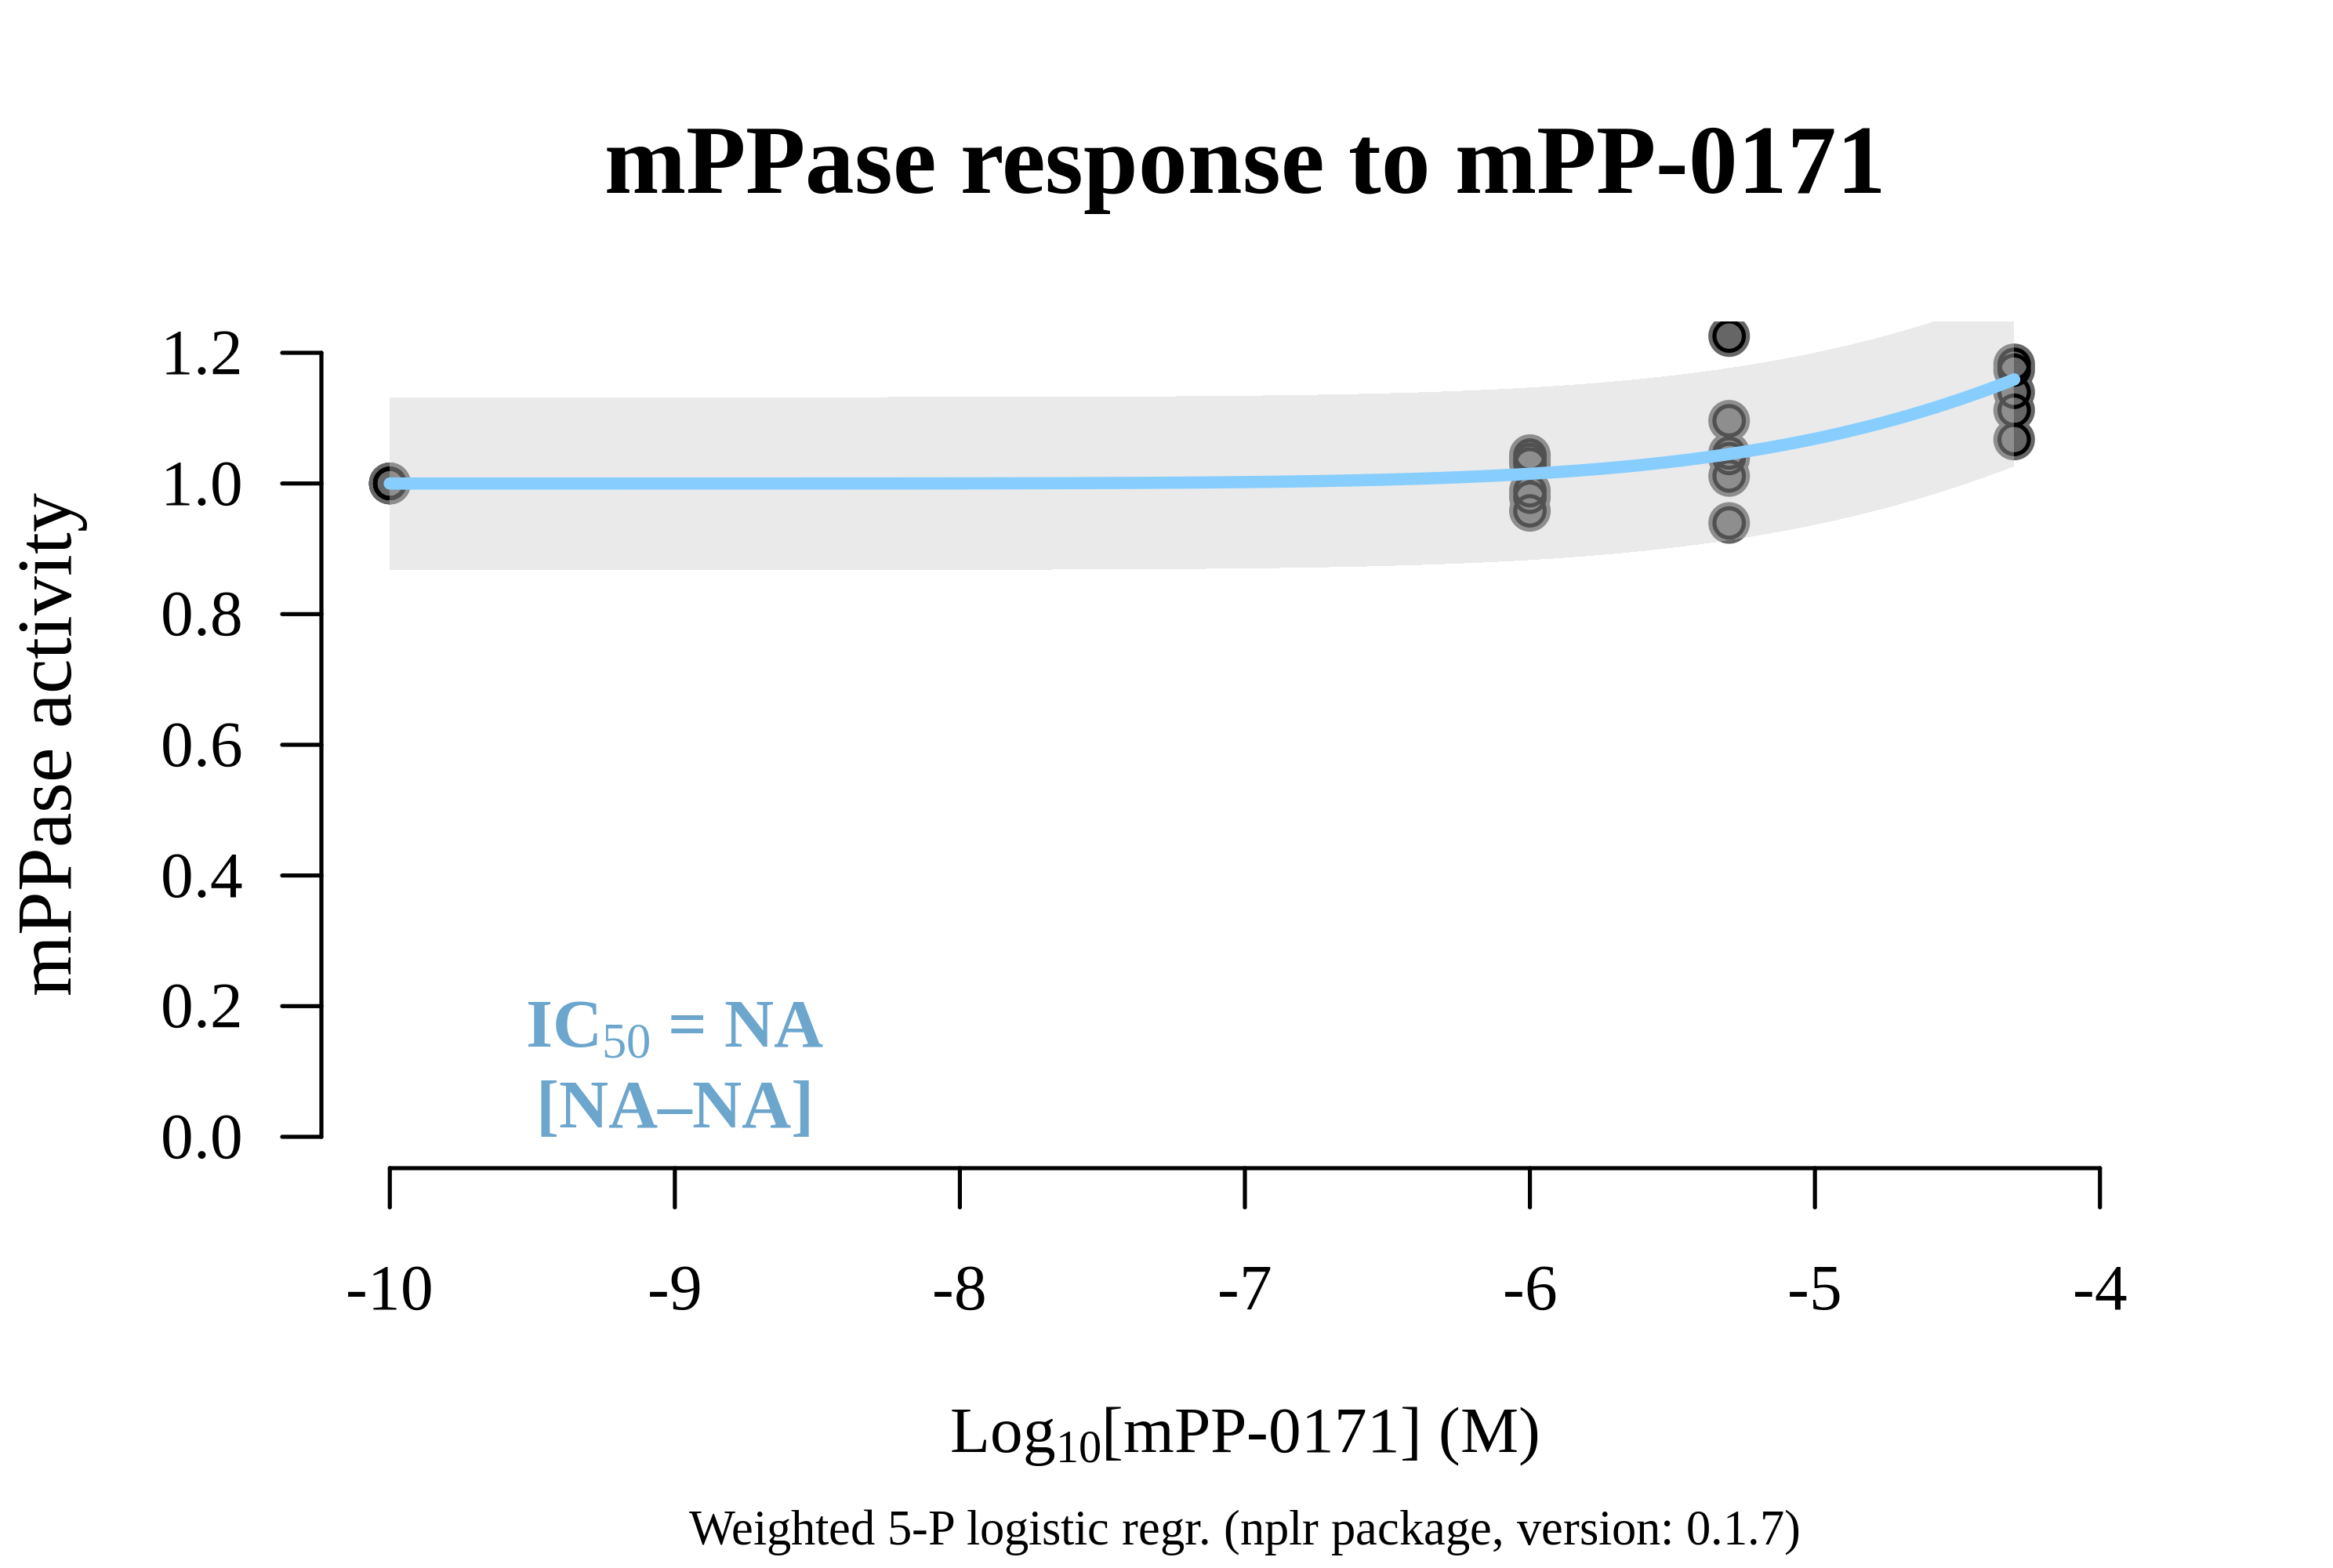 mPPase response to mPP-0171
mPPase activity
1.2
1.0
0.8
0.6
0.4
0.2
0.0
IC50 = NA
[NA–NA]
-10 -9 -8 -7 -6 -5 -4
Log10[mPP-0171] (M)
Weighted 5-P logistic regr. (nplr package, version: 0.1.7)